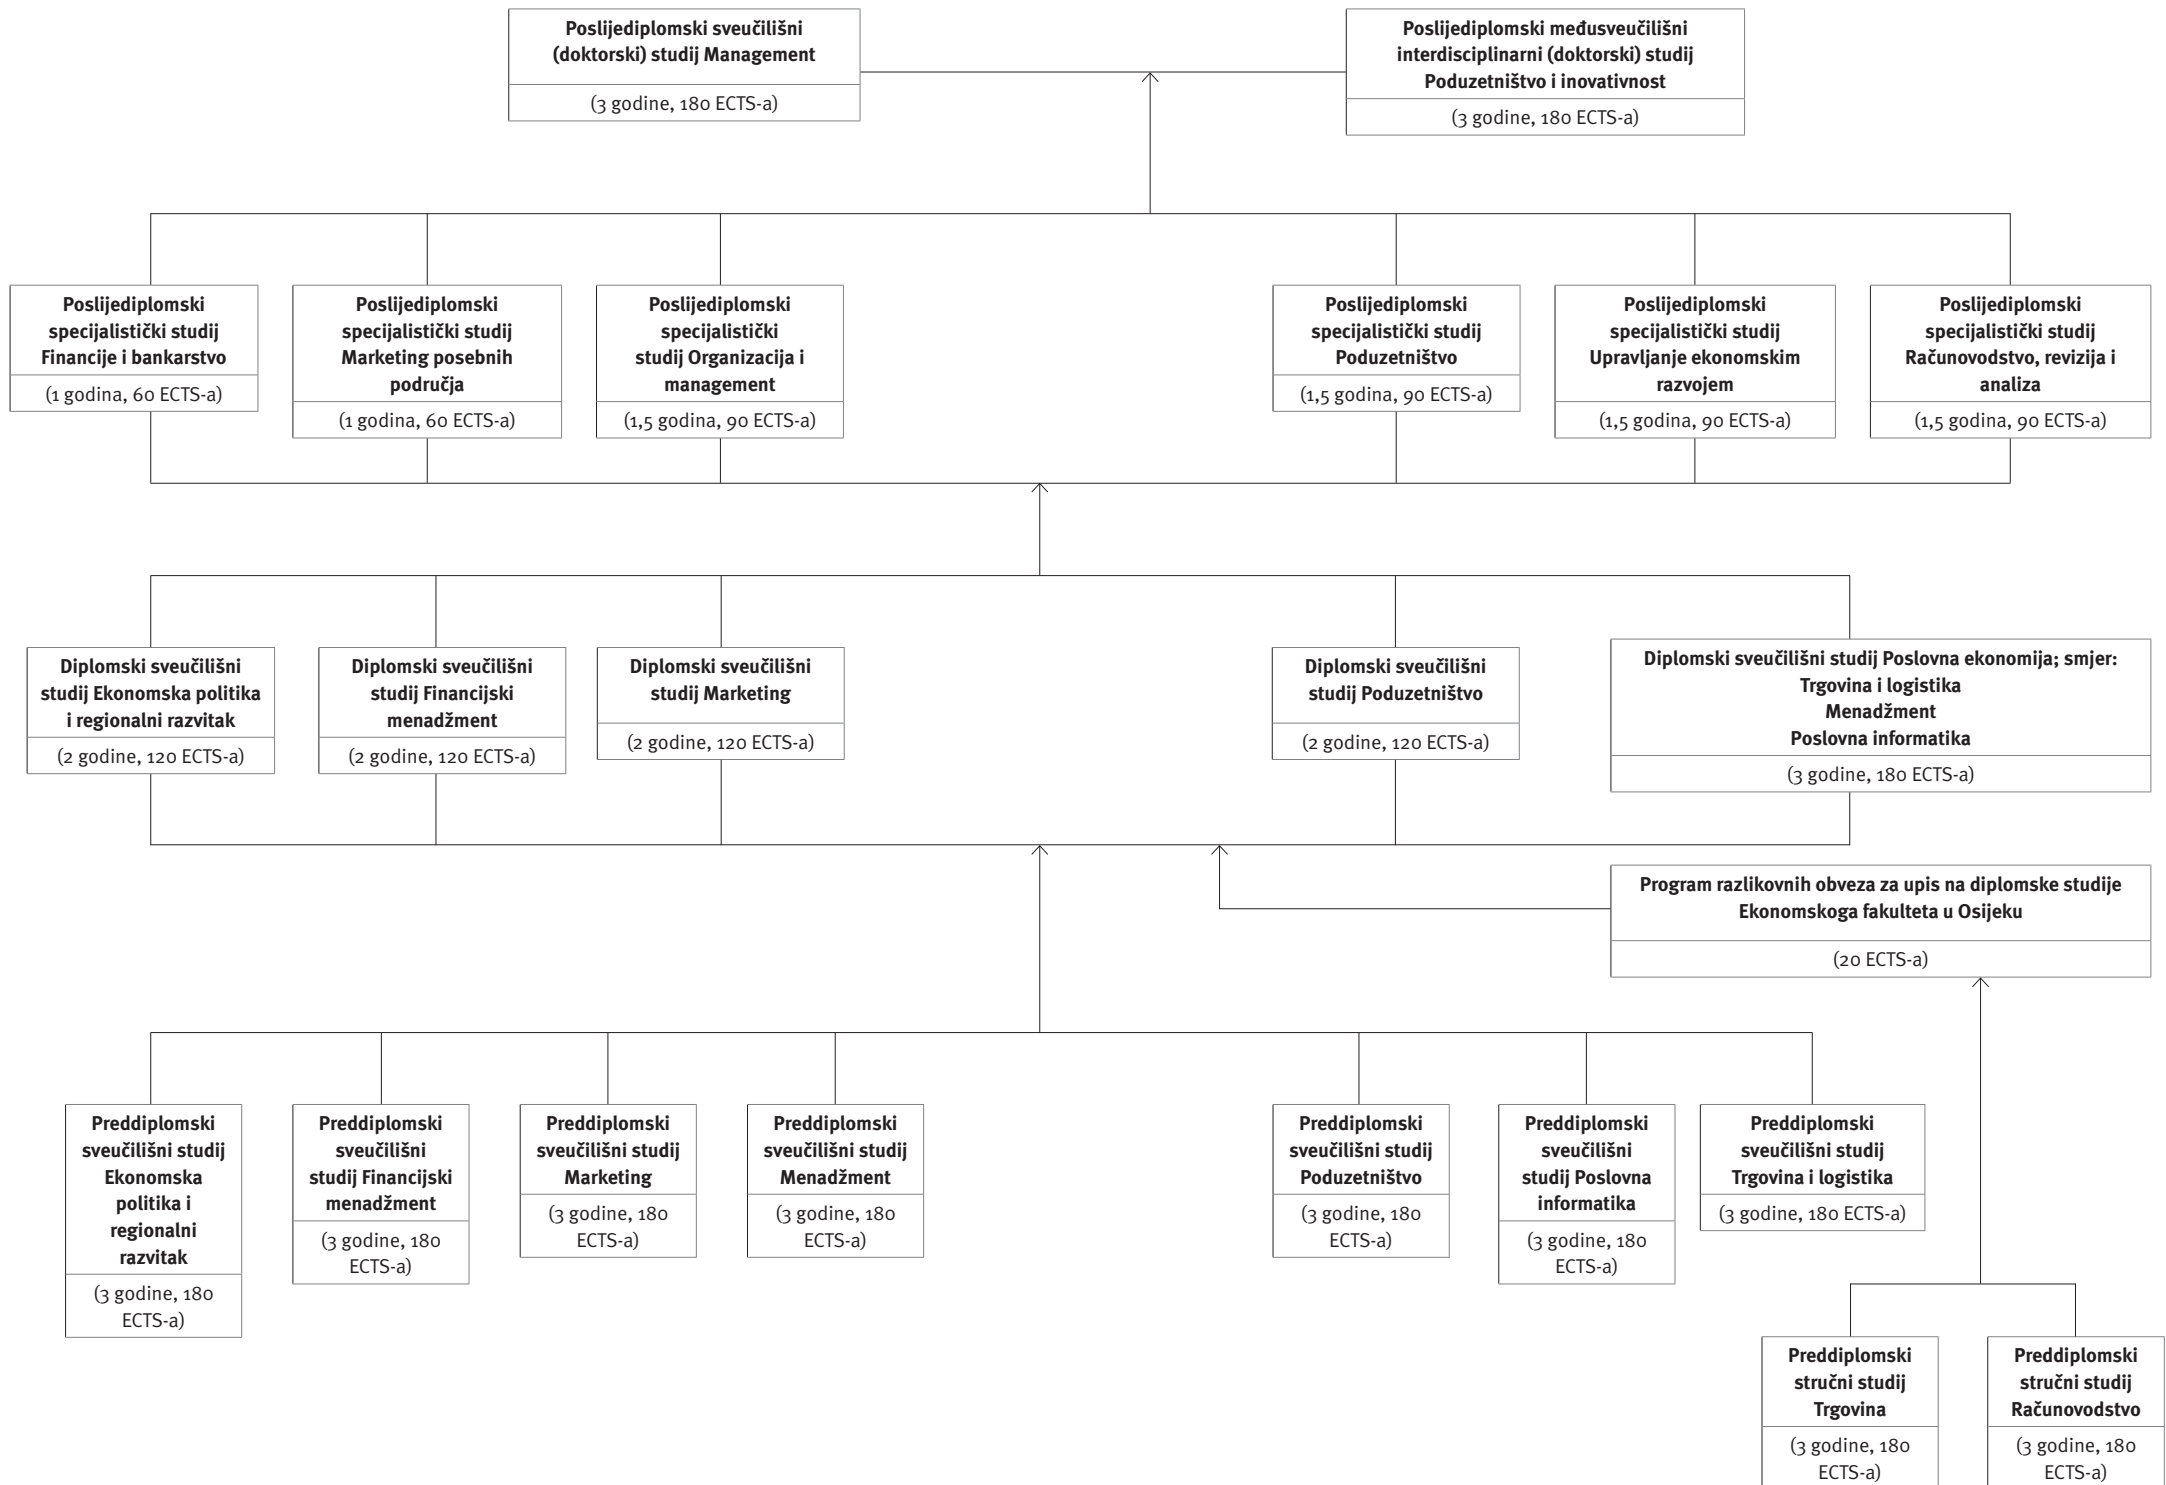 Poslijediplomski sveučilišni
(doktorski) studij Management
(3 godine, 180 ECTS-a)
Poslijediplomski međusveučilišni
interdisciplinarni (doktorski) studij
Poduzetništvo i inovativnost
(3 godine, 180 ECTS-a)
Poslijediplomski
specijalistički studij
Financije i bankarstvo
(1 godina, 60 ECTS-a)
Poslijediplomski
specijalistički studij
Marketing posebnih
područja
(1 godina, 60 ECTS-a)
Poslijediplomski
specijalistički
studij Organizacija i
management
(1,5 godina, 90 ECTS-a)
Poslijediplomski
specijalistički studij
Poduzetništvo
(1,5 godina, 90 ECTS-a)
Poslijediplomski
specijalistički studij
Upravljanje ekonomskim
razvojem
(1,5 godina, 90 ECTS-a)
Poslijediplomski
specijalistički studij
Računovodstvo, revizija i
analiza
(1,5 godina, 90 ECTS-a)
Diplomski sveučilišni
studij Ekonomska politika
i regionalni razvitak
(2 godine, 120 ECTS-a)
Diplomski sveučilišni
studij Financijski
menadžment
(2 godine, 120 ECTS-a)
Diplomski sveučilišni
studij Marketing
(2 godine, 120 ECTS-a)
Diplomski sveučilišni
studij Poduzetništvo
(2 godine, 120 ECTS-a)
Diplomski sveučilišni studij Poslovna ekonomija; smjer:
Trgovina i logistika
Menadžment
Poslovna informatika
(3 godine, 180 ECTS-a)
Program razlikovnih obveza za upis na diplomske studije
Ekonomskoga fakulteta u Osijeku
(20 ECTS-a)
Preddiplomski
sveučilišni studij
Ekonomska
politika i
regionalni
razvitak
(3 godine, 180
ECTS-a)
Preddiplomski
sveučilišni
studij Financijski
menadžment
(3 godine, 180
ECTS-a)
Preddiplomski
sveučilišni studij
Marketing
(3 godine, 180
ECTS-a)
Preddiplomski
sveučilišni studij
Menadžment
(3 godine, 180
ECTS-a)
Preddiplomski
sveučilišni studij
Poduzetništvo
(3 godine, 180
ECTS-a)
Preddiplomski
sveučilišni
studij Poslovna
informatika
(3 godine, 180
ECTS-a)
Preddiplomski
sveučilišni studij
Trgovina i logistika
(3 godine, 180 ECTS-a)
Preddiplomski
stručni studij
Trgovina
(3 godine, 180
ECTS-a)
Preddiplomski
stručni studij
Računovodstvo
(3 godine, 180
ECTS-a)